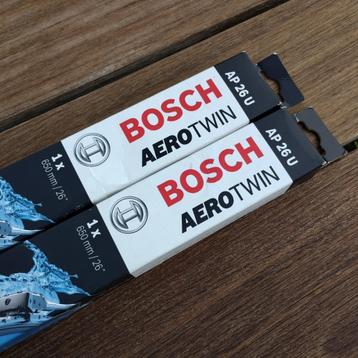 BOSCH
AEROTWIN
AP 26 U
1 x
650 mm / 26"
BOSCH
AEROTWIN
AP 26 U
1 x
650 mm / 26"